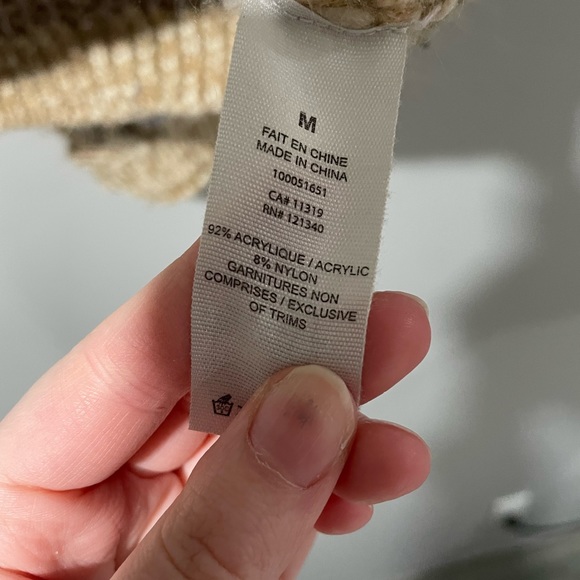 M
FAIT EN CHINE
MADE IN CHINA
100051651
CA# 11319
RN# 121340
92% ACRYLIQUE / ACRYLIC
8% NYLON
GARNITURES NON
COMPRISES / EXCLUSIVE
OF TRIMS